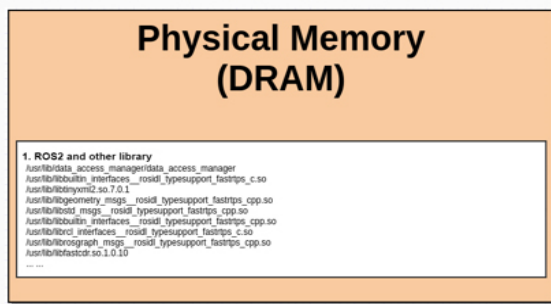 Physical Memory
(DRAM)
1. ROS2 and other library
/usr/lib/data_access_manager/data_access_manager
/usr/lib/libbuiltin_interfaces__rosidl_typesupport_fastrtps_c.so
/usr/lib/libtinyxml2.so.7.0.1
/usr/lib/libgeometry_msgs__rosidl_typesupport_fastrtps_cpp.so
/usr/lib/libstd_msgs__rosidl_typesupport_fastrtps_cpp.so
/usr/lib/libbuiltin_interfaces__rosidl_typesupport_fastrtps_cpp.so
/usr/lib/librcl_interfaces__rosidl_typesupport_fastrtps_c.so
/usr/lib/librosgraph_msgs__rosidl_typesupport_fastrtps_cpp.so
/usr/lib/libfastcdr.so.1.0.10
... ...